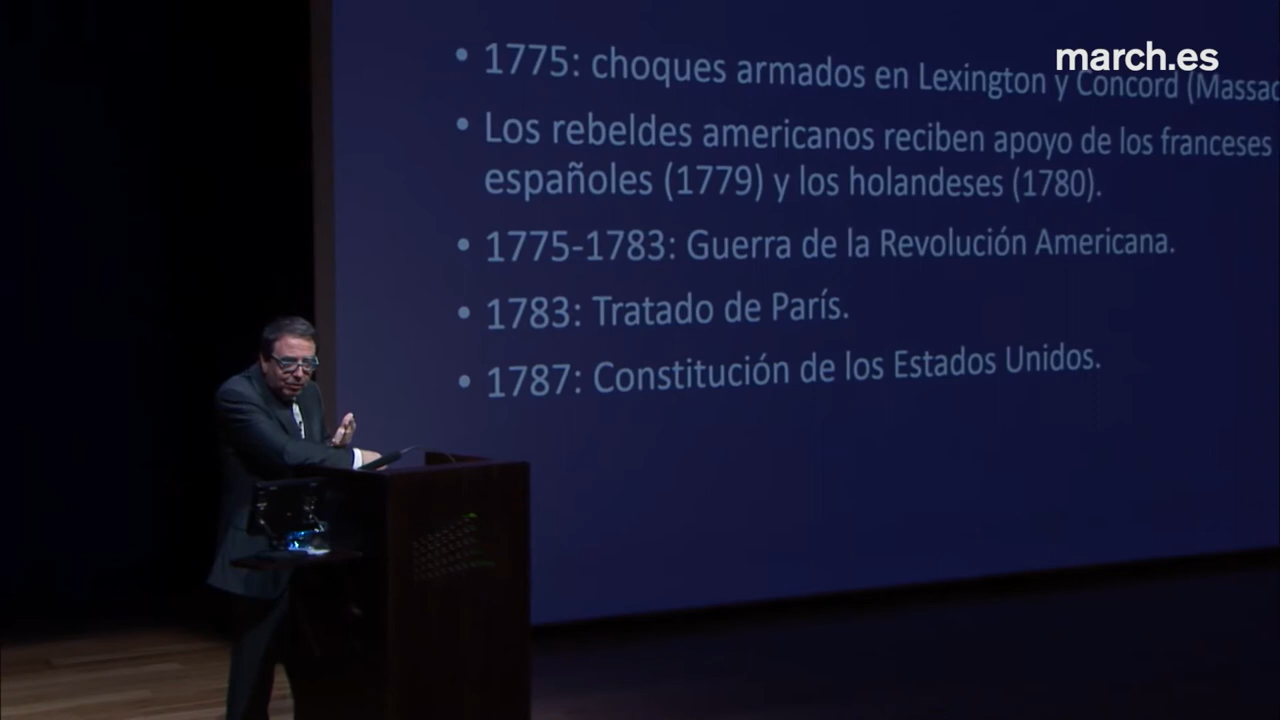 march.es
• 1775: choques armados en Lexington y Concord (Massac
• Los rebeldes americanos reciben apoyo de los franceses
españoles (1779) y los holandeses (1780).
• 1775-1783: Guerra de la Revolución Americana.
• 1783: Tratado de París.
• 1787: Constitución de los Estados Unidos.